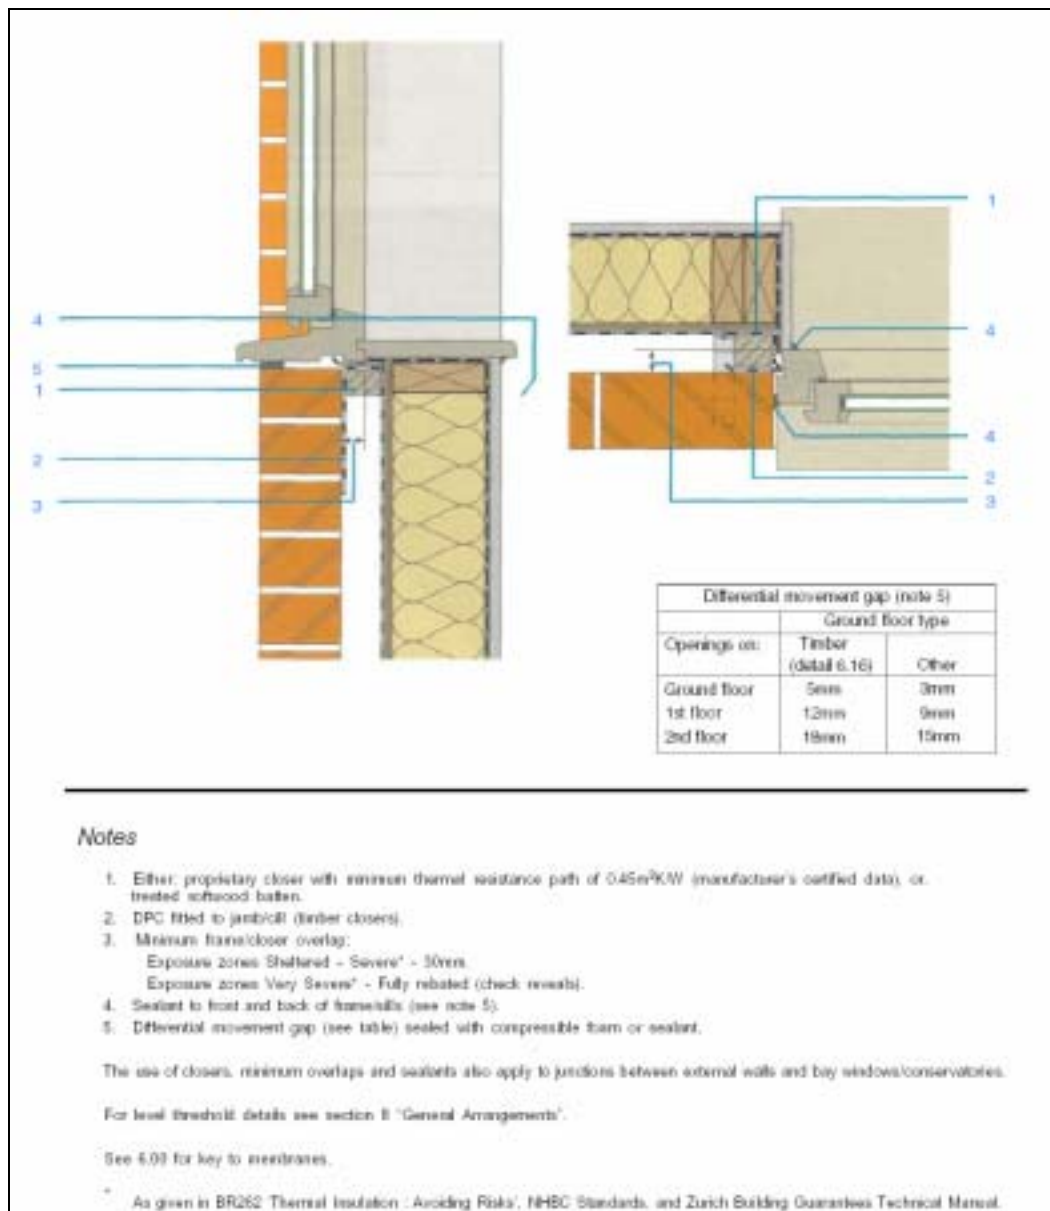 4
5
1
2
3
1
4
4
2
3
Differential movement gap (note 5)
Ground floor type
Openings on: Timber (detail 6.16) Other
Ground floor 5mm 3mm
1st floor 12mm 9mm
2nd floor 18mm 15mm
Notes
1. Either: proprietary closer with minimum thermal resistance path of 0.45m²K/W (manufacturer's certified data), or.
treated softwood batten.
2. DPC fitted to jamb/cill (timber closers).
3. Minimum frame/closer overlap:
Exposure zones Sheltered - Severe* - 30mm
Exposure zones Very Severe* - Fully rebated (check reveals).
4. Sealant to front and back of frame/sills (see note 5).
5. Differential movement gap (see table) sealed with compressible foam or sealant.
The use of closers, minimum overlaps and sealants also apply to junctions between external walls and bay windows/conservatories.
For level threshold details see section 8 'General Arrangements'.
See 6.00 for key to membranes.
* As given in BR262 Thermal Insulation : Avoiding Risks', NHBC Standards, and Zurich Building Guarantees Technical Manual.